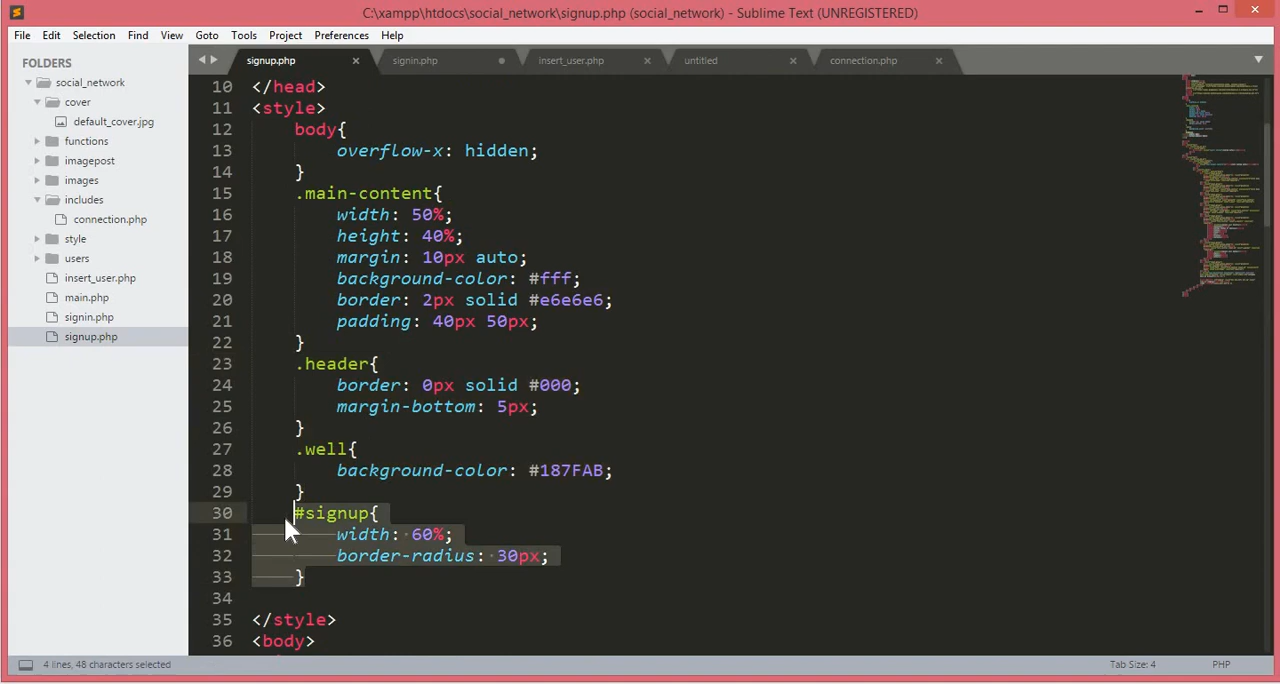 C:\xampp\htdocs\social_network\signup.php (social_network) - Sublime Text (UNREGISTERED)
File Edit Selection Find View Goto Tools Project Preferences Help
FOLDERS
social_network
cover
default_cover.jpg
functions
imagepost
images
includes
connection.php
style
users
insert_user.php
main.php
signin.php
signup.php
signup.php signin.php insert_user.php untitled connection.php
10 </head>
11 <style>
12 body{
13 overflow-x: hidden;
14 }
15 .main-content{
16 width: 50%;
17 height: 40%;
18 margin: 10px auto;
19 background-color: #fff;
20 border: 2px solid #e6e6e6;
21 padding: 40px 50px;
22 }
23 .header{
24 border: 0px solid #000;
25 margin-bottom: 5px;
26 }
27 .well{
28 background-color: #187FAB;
29 }
30 #signup{
31 width: 60%;
32 border-radius: 30px;
33 }
34
35 </style>
36 <body>
4 lines, 48 characters selected Tab Size: 4 PHP